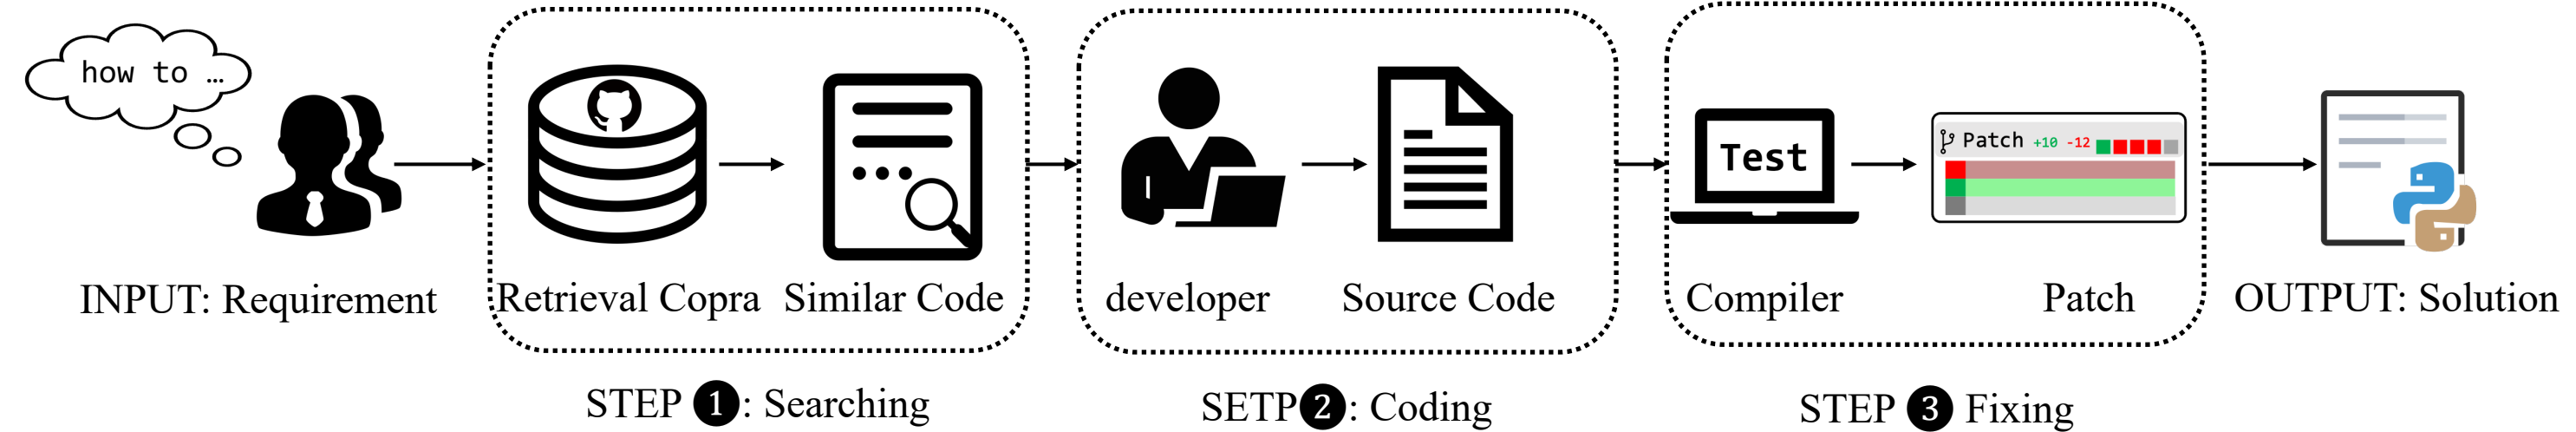 how to …
Test
Patch +10 -12
INPUT: Requirement
Retrieval Copra
Similar Code
developer
Source Code
Compiler
Patch
OUTPUT: Solution
STEP 1: Searching
SETP2: Coding
STEP 3 Fixing